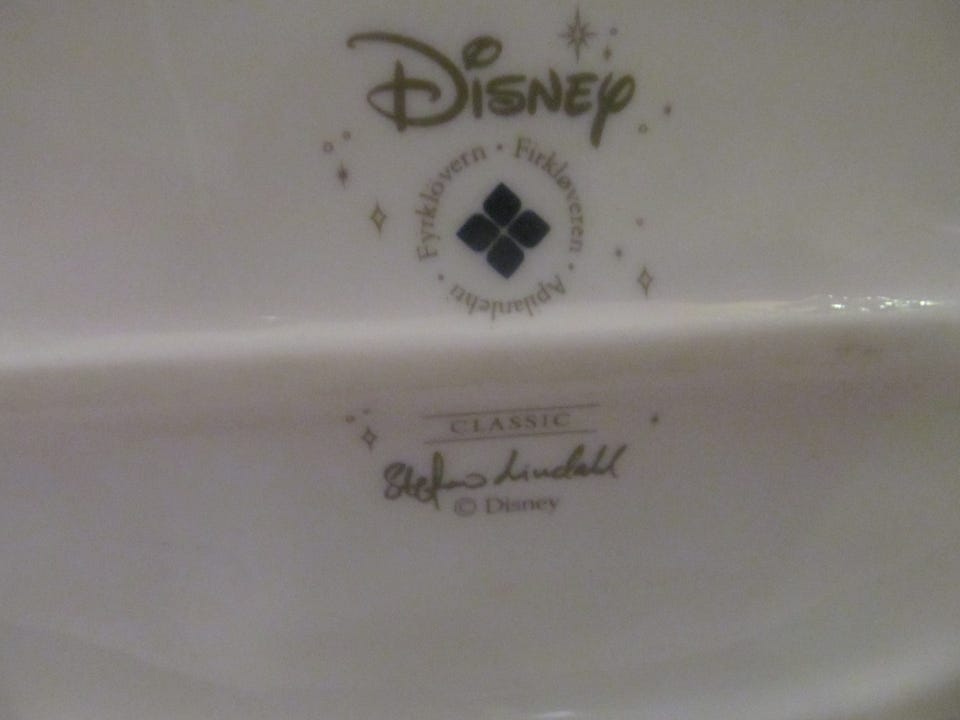 Disney
Fyrklövern • Firkløveren • Apilanlehti •
CLASSIC
Stefan Lindahl
© Disney